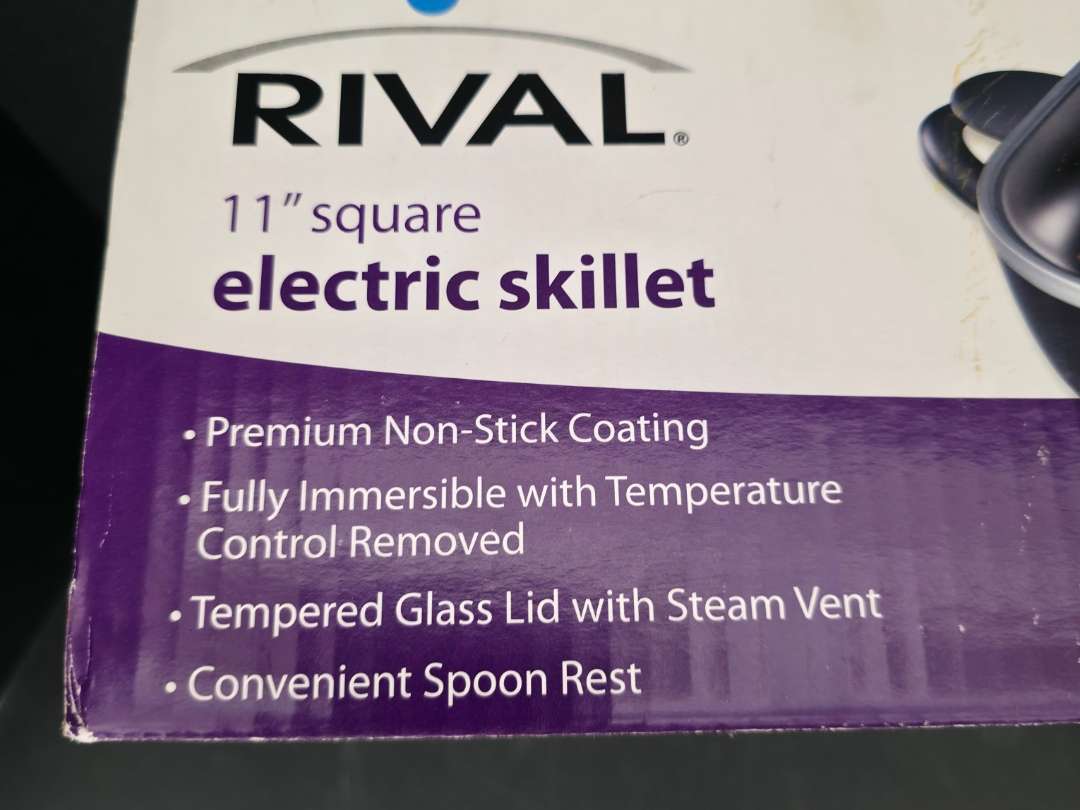 RIVAL®
11" square
electric skillet
• Premium Non-Stick Coating
• Fully Immersible with Temperature
Control Removed
• Tempered Glass Lid with Steam Vent
• Convenient Spoon Rest